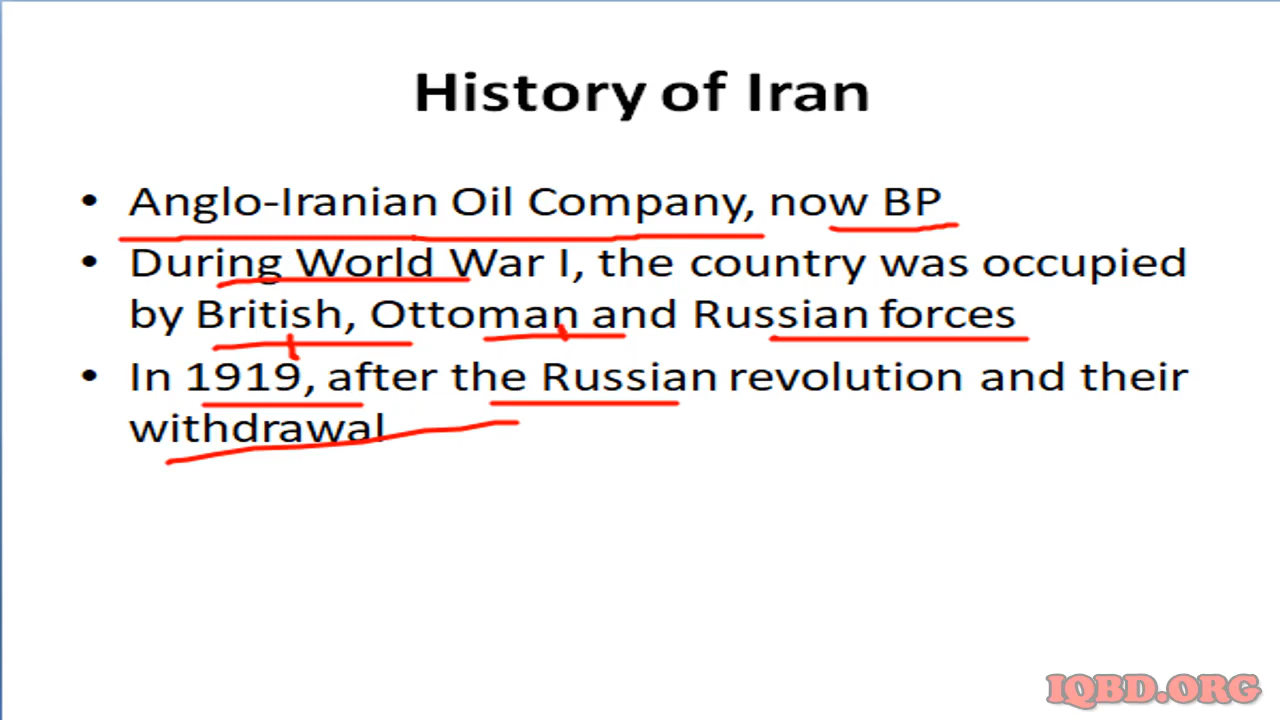 History of Iran
• Anglo-Iranian Oil Company, now BP
• During World War I, the country was occupied
by British, Ottoman and Russian forces
• In 1919, after the Russian revolution and their
withdrawal
IQBD.ORG